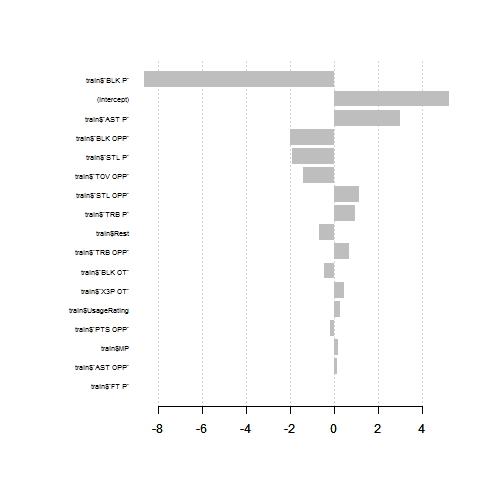 train$`BLK P`
(Intercept)
train$`AST P`
train$`BLK OPP`
train$`STL P`
train$`TOV OPP`
train$`STL OPP`
train$`TRB P`
train$Rest
train$`TRB OPP`
train$`BLK OT`
train$`X3P OT`
train$UsageRating
train$`PTS OPP`
train$MP
train$`AST OPP`
train$`FT P`
-8 -6 -4 -2 0 2 4